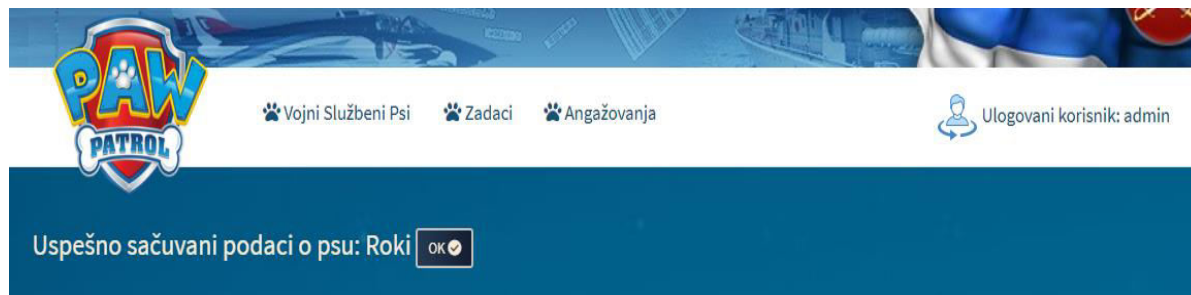 PAW
PATROL
Vojni Službeni Psi Zadaci Angažovanja Ulogovani korisnik: admin
Uspešno sačuvani podaci o psu: Roki OK